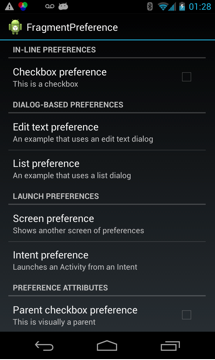 01:28
FragmentPreference
IN-LINE PREFERENCES
Checkbox preference
This is a checkbox
DIALOG-BASED PREFERENCES
Edit text preference
An example that uses an edit text dialog
List preference
An example that uses a list dialog
LAUNCH PREFERENCES
Screen preference
Shows another screen of preferences
Intent preference
Launches an Activity from an Intent
PREFERENCE ATTRIBUTES
Parent checkbox preference
This is visually a parent